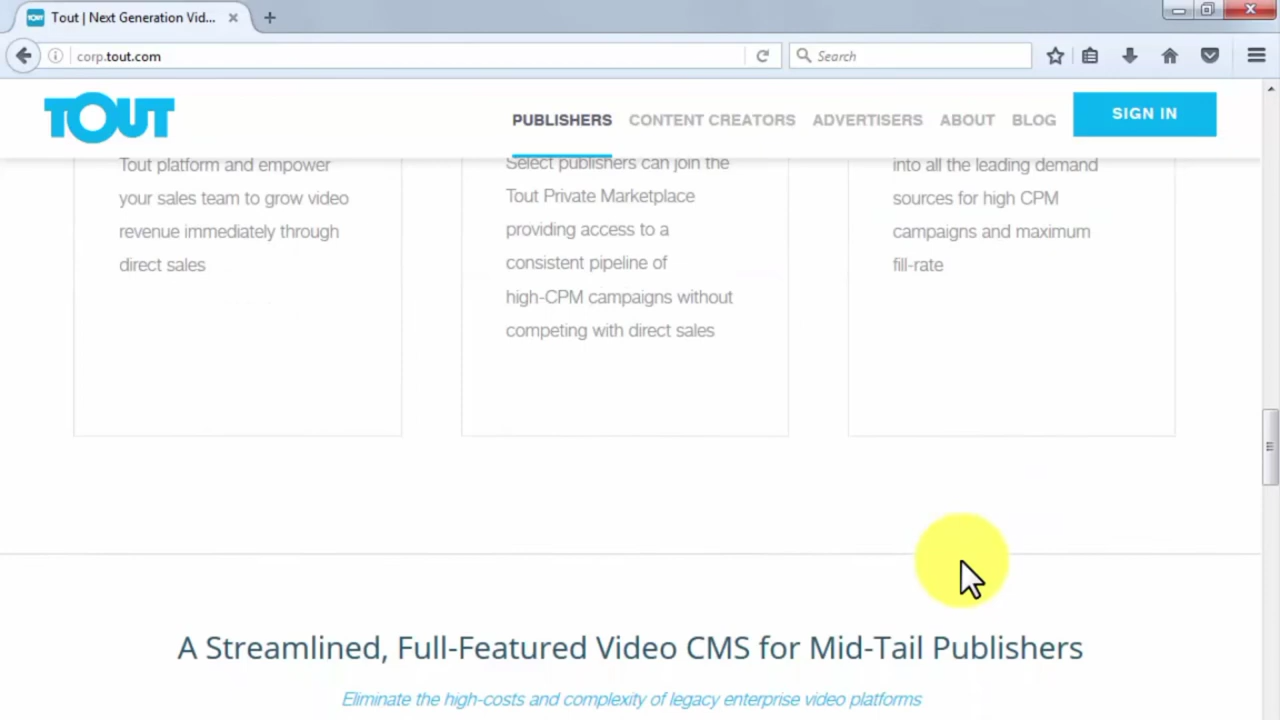 Tout | Next Generation Vid...
corp.tout.com
Search
TOUT
PUBLISHERS
CONTENT CREATORS
ADVERTISERS
ABOUT
BLOG
SIGN IN
Tout platform and empower
your sales team to grow video
revenue immediately through
direct sales
Select publishers can join the
Tout Private Marketplace
providing access to a
consistent pipeline of
high-CPM campaigns without
competing with direct sales
into all the leading demand
sources for high CPM
campaigns and maximum
fill-rate
A Streamlined, Full-Featured Video CMS for Mid-Tail Publishers
Eliminate the high-costs and complexity of legacy enterprise video platforms